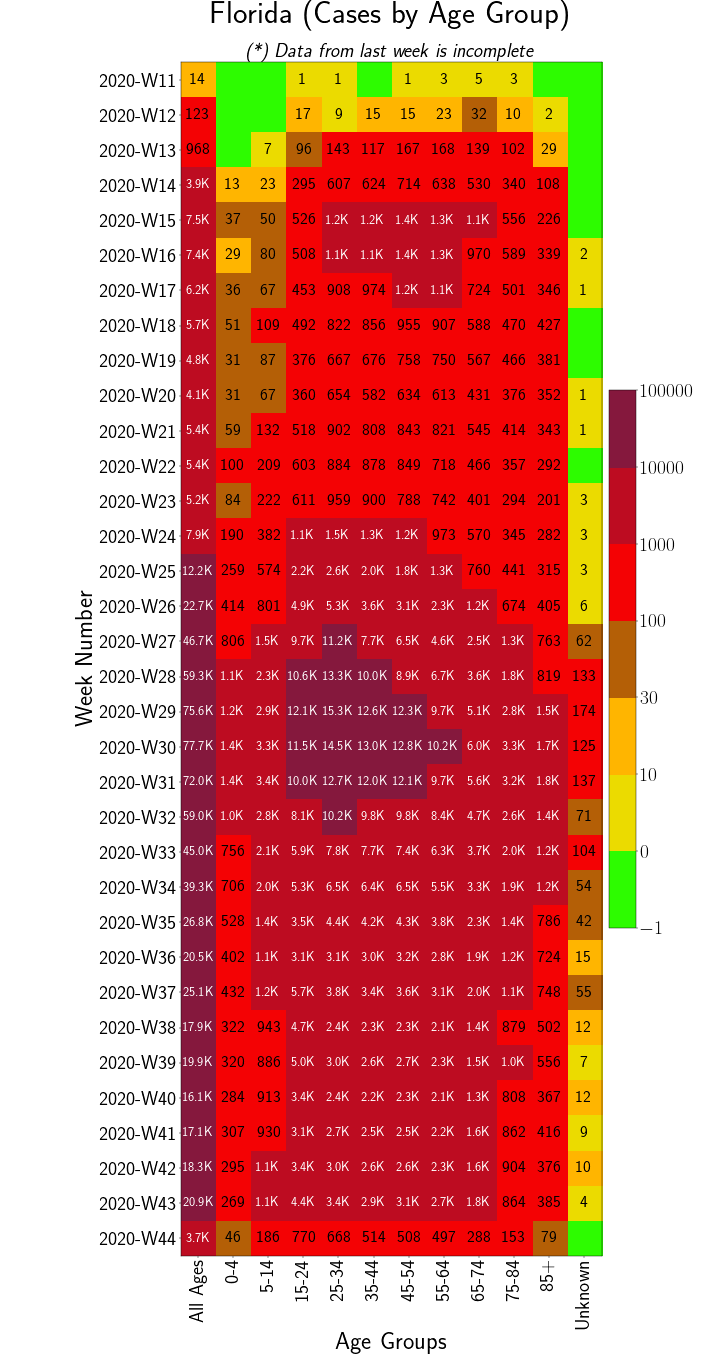 Florida (Cases by Age Group)
(*) Data from last week is incomplete
2020-W11 14 1 1 1 3 5 3
2020-W12 123 17 9 15 15 23 32 10 2
2020-W13 968 7 96 143 117 167 168 139 102 29
2020-W14 3.9K 13 23 295 607 624 714 638 530 340 108
2020-W15 7.5K 37 50 526 1.2K 1.2K 1.4K 1.3K 1.1K 556 226
2020-W16 7.4K 29 80 508 1.1K 1.1K 1.4K 1.3K 970 589 339 2
2020-W17 6.2K 36 67 453 908 974 1.2K 1.1K 724 501 346 1
2020-W18 5.7K 51 109 492 822 856 955 907 588 470 427
2020-W19 4.8K 31 87 376 667 676 758 750 567 466 381
2020-W20 4.1K 31 67 360 654 582 634 613 431 376 352 1
2020-W21 5.4K 59 132 518 902 808 843 821 545 414 343 1
2020-W22 5.4K 100 209 603 884 878 849 718 466 357 292
2020-W23 5.2K 84 222 611 959 900 788 742 401 294 201 3
2020-W24 7.9K 190 382 1.1K 1.5K 1.3K 1.2K 973 570 345 282 3
2020-W25 12.2K 259 574 2.2K 2.6K 2.0K 1.8K 1.3K 760 441 315 3
2020-W26 22.7K 414 801 4.9K 5.3K 3.6K 3.1K 2.3K 1.2K 674 405 6
2020-W27 46.7K 806 1.5K 9.7K 11.2K 7.7K 6.5K 4.6K 2.5K 1.3K 763 62
2020-W28 59.3K 1.1K 2.3K 10.6K 13.3K 10.0K 8.9K 6.7K 3.6K 1.8K 819 133
2020-W29 75.6K 1.2K 2.9K 12.1K 15.3K 12.6K 12.3K 9.7K 5.1K 2.8K 1.5K 174
2020-W30 77.7K 1.4K 3.3K 11.5K 14.5K 13.0K 12.8K 10.2K 6.0K 3.3K 1.7K 125
2020-W31 72.0K 1.4K 3.4K 10.0K 12.7K 12.0K 12.1K 9.7K 5.6K 3.2K 1.8K 137
2020-W32 59.0K 1.0K 2.8K 8.1K 10.2K 9.8K 9.8K 8.4K 4.7K 2.6K 1.4K 71
2020-W33 45.0K 756 2.1K 5.9K 7.8K 7.7K 7.4K 6.3K 3.7K 2.0K 1.2K 104
2020-W34 39.3K 706 2.0K 5.3K 6.5K 6.4K 6.5K 5.5K 3.3K 1.9K 1.2K 54
2020-W35 26.8K 528 1.4K 3.5K 4.4K 4.2K 4.3K 3.8K 2.3K 1.4K 786 42
2020-W36 20.5K 402 1.1K 3.1K 3.1K 3.0K 3.2K 2.8K 1.9K 1.2K 724 15
2020-W37 25.1K 432 1.2K 5.7K 3.8K 3.4K 3.6K 3.1K 2.0K 1.1K 748 55
2020-W38 17.9K 322 943 4.7K 2.4K 2.3K 2.3K 2.1K 1.4K 879 502 12
2020-W39 19.9K 320 886 5.0K 3.0K 2.6K 2.7K 2.3K 1.5K 1.0K 556 7
2020-W40 16.1K 284 913 3.4K 2.4K 2.2K 2.3K 2.1K 1.3K 808 367 12
2020-W41 17.1K 307 930 3.1K 2.7K 2.5K 2.5K 2.2K 1.6K 862 416 9
2020-W42 18.3K 295 1.1K 3.4K 3.0K 2.6K 2.6K 2.3K 1.6K 904 376 10
2020-W43 20.9K 269 1.1K 4.4K 3.4K 2.9K 3.1K 2.7K 1.8K 864 385 4
2020-W44 3.7K 46 186 770 668 514 508 497 288 153 79
All Ages 0-4 5-14 15-24 25-34 35-44 45-54 55-64 65-74 75-84 85+ Unknown
Age Groups
Week Number
100000
10000
1000
100
30
10
0
−1